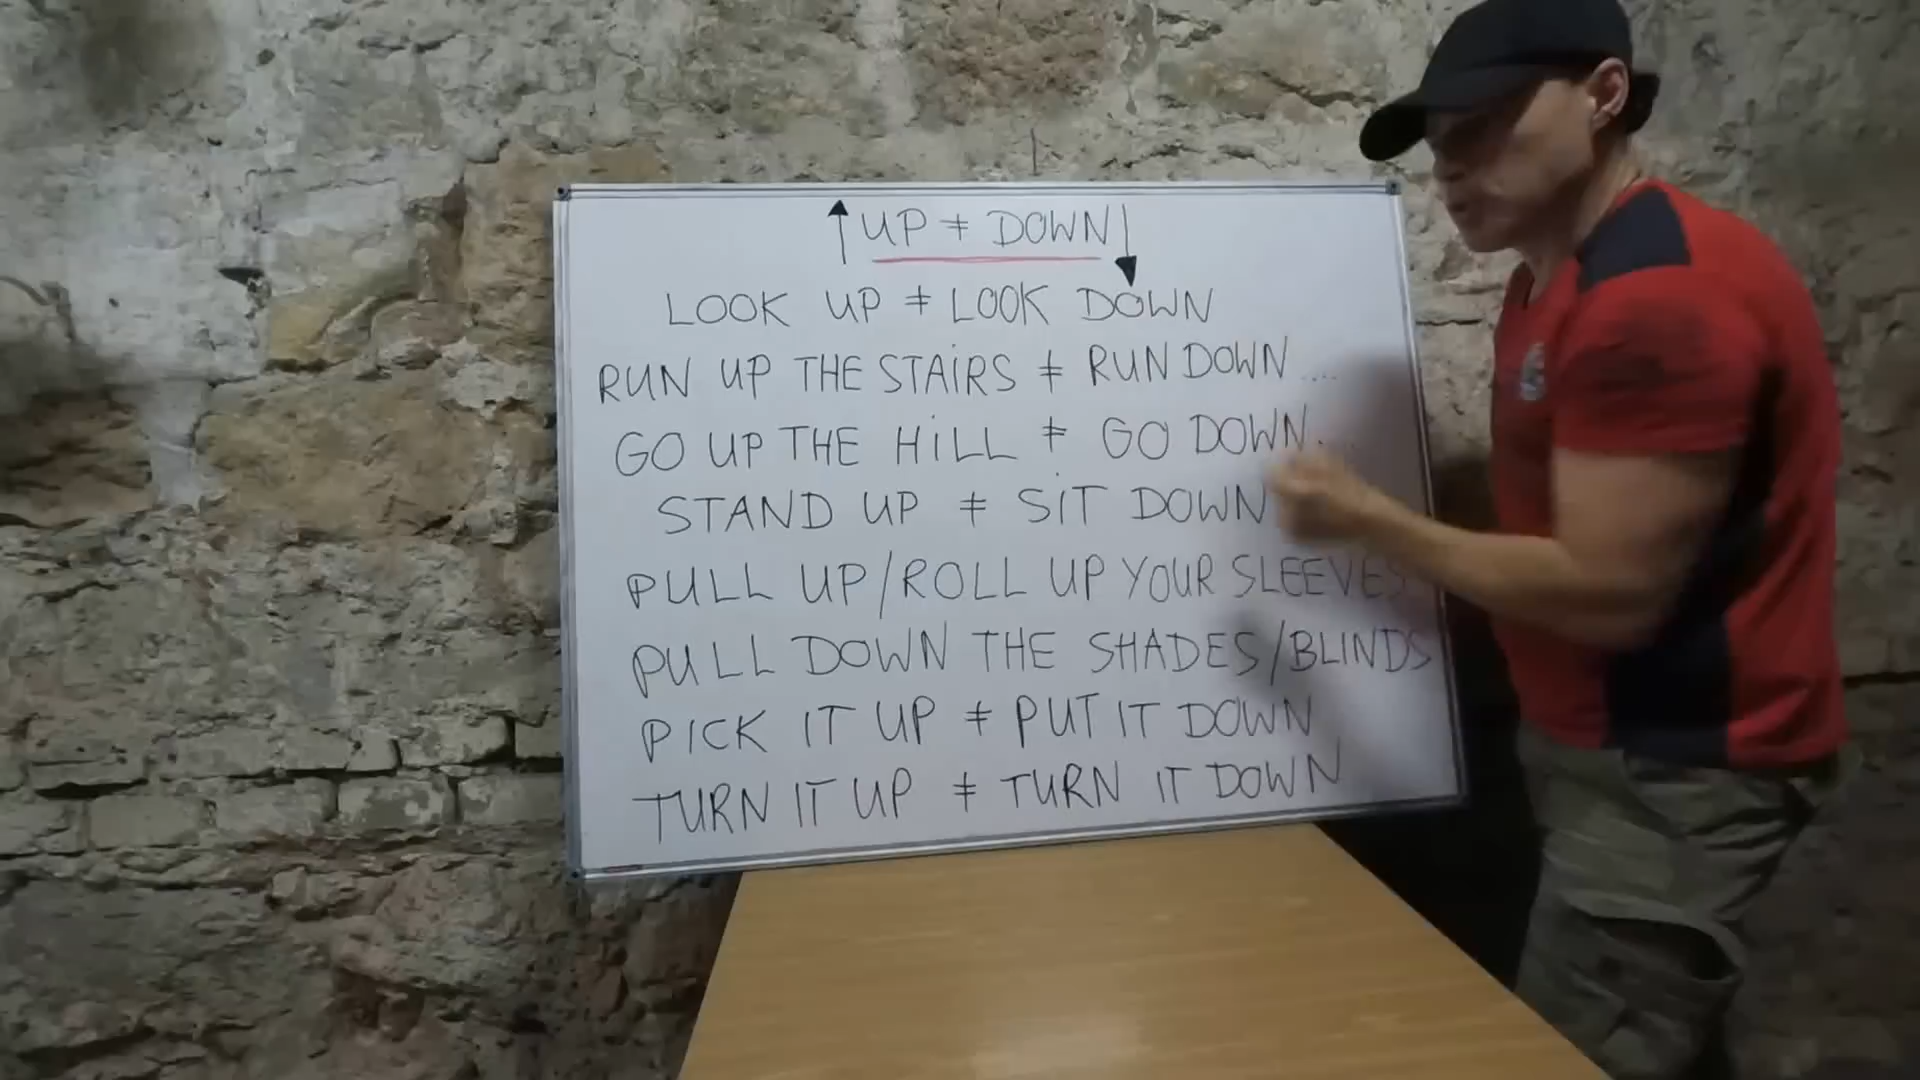 UP ≠ DOWN
LOOK UP ≠ LOOK DOWN
RUN UP THE STAIRS ≠ RUN DOWN ....
GO UP THE HILL ≠ GO DOWN ....
STAND UP ≠ SIT DOWN
PULL UP/ROLL UP YOUR SLEEVES
PULL DOWN THE SHADES/BLINDS
PICK IT UP ≠ PUT IT DOWN
TURN IT UP ≠ TURN IT DOWN